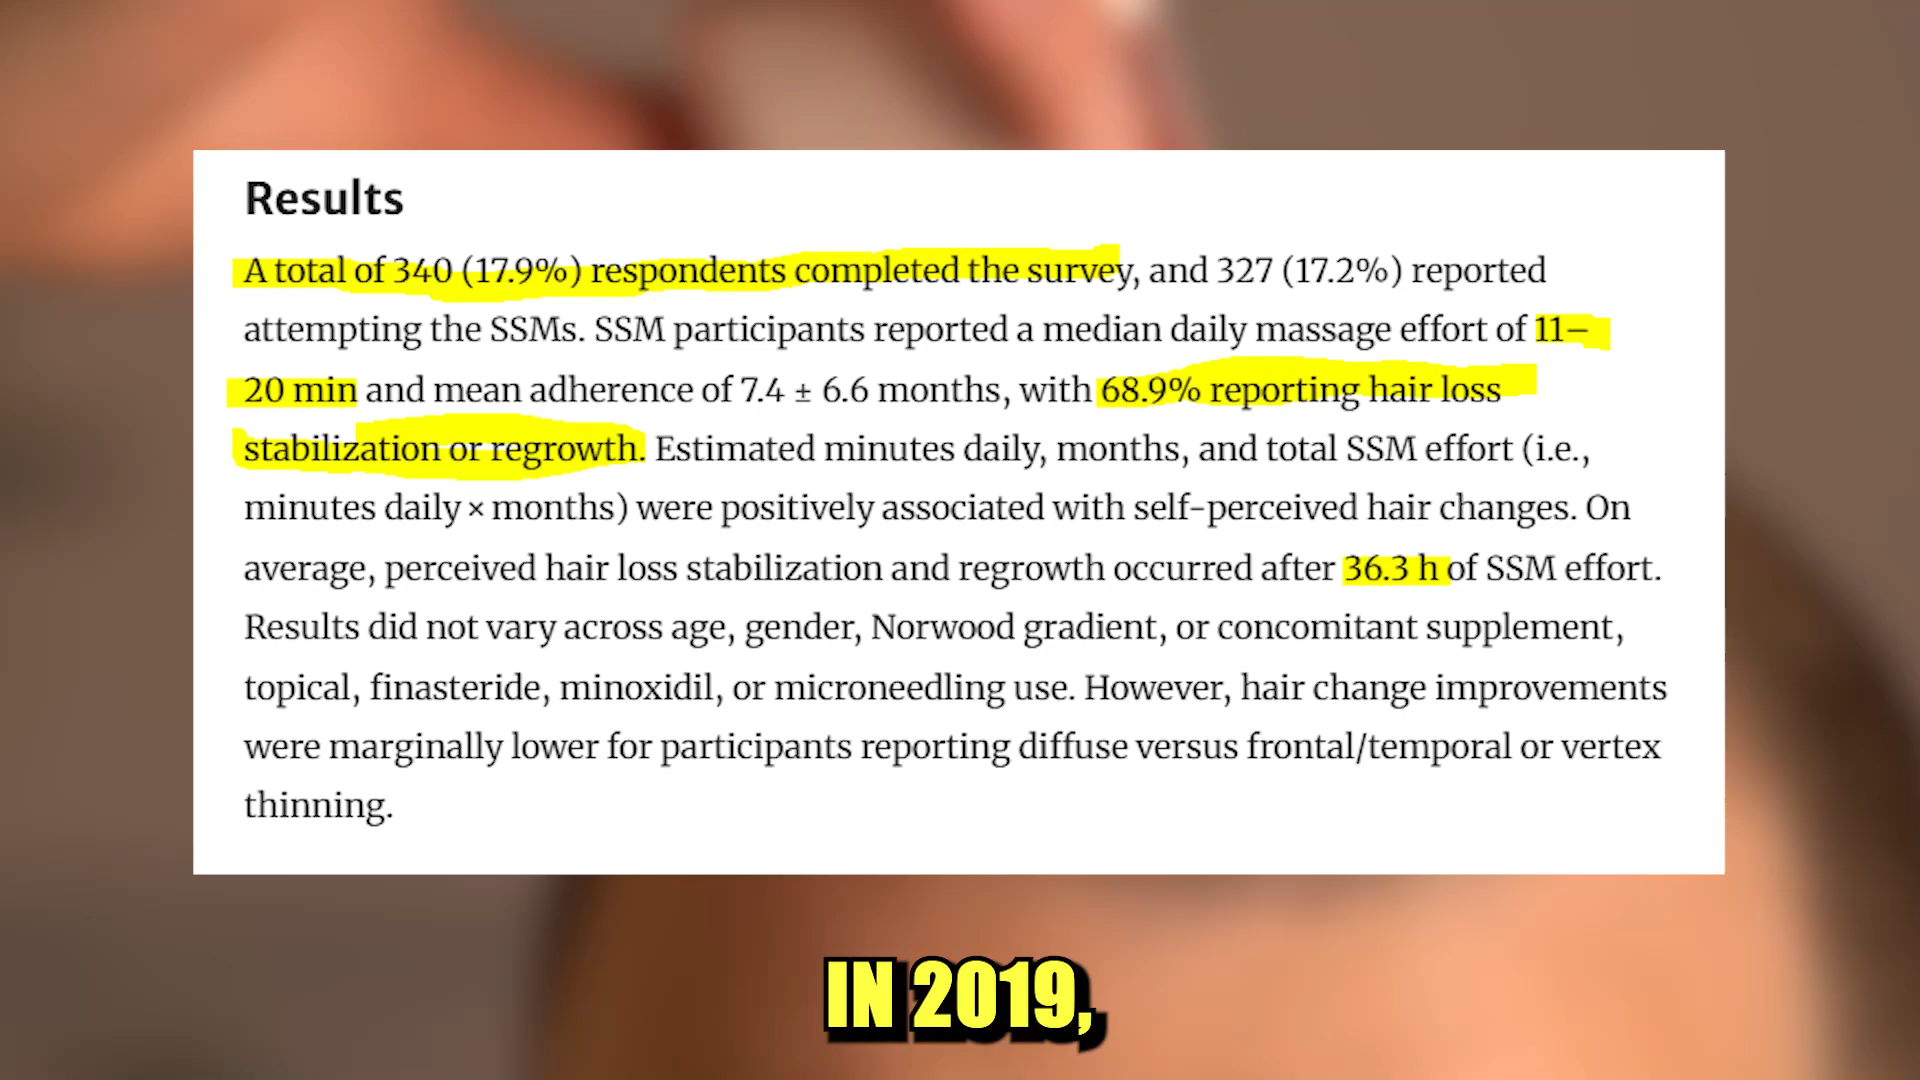 Results
A total of 340 (17.9%) respondents completed the survey, and 327 (17.2%) reported
attempting the SSMs. SSM participants reported a median daily massage effort of 11–
20 min and mean adherence of 7.4 ± 6.6 months, with 68.9% reporting hair loss
stabilization or regrowth. Estimated minutes daily, months, and total SSM effort (i.e.,
minutes daily × months) were positively associated with self-perceived hair changes. On
average, perceived hair loss stabilization and regrowth occurred after 36.3 h of SSM effort.
Results did not vary across age, gender, Norwood gradient, or concomitant supplement,
topical, finasteride, minoxidil, or microneedling use. However, hair change improvements
were marginally lower for participants reporting diffuse versus frontal/temporal or vertex
thinning.
IN 2019,